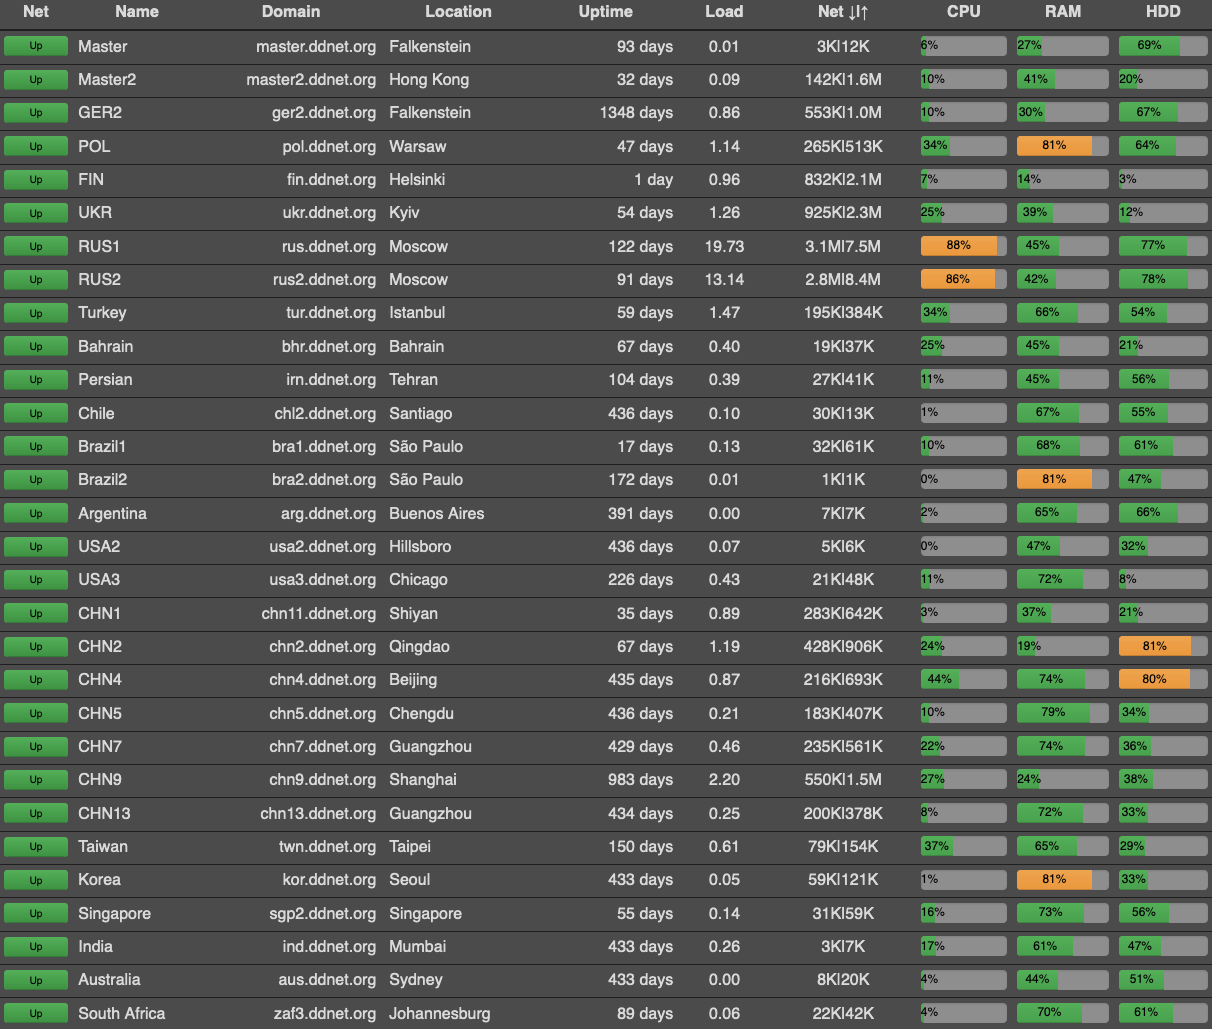 Net Name Domain Location Uptime Load Net ↓|↑ CPU RAM HDD
Up Master master.ddnet.org Falkenstein 93 days 0.01 3K|12K 6% 27% 69%
Up Master2 master2.ddnet.org Hong Kong 32 days 0.09 142K|1.6M 10% 41% 20%
Up GER2 ger2.ddnet.org Falkenstein 1348 days 0.86 553K|1.0M 10% 30% 67%
Up POL pol.ddnet.org Warsaw 47 days 1.14 265K|513K 34% 81% 64%
Up FIN fin.ddnet.org Helsinki 1 day 0.96 832K|2.1M 7% 14% 3%
Up UKR ukr.ddnet.org Kyiv 54 days 1.26 925K|2.3M 25% 39% 12%
Up RUS1 rus.ddnet.org Moscow 122 days 19.73 3.1M|7.5M 88% 45% 77%
Up RUS2 rus2.ddnet.org Moscow 91 days 13.14 2.8M|8.4M 86% 42% 78%
Up Turkey tur.ddnet.org Istanbul 59 days 1.47 195K|384K 34% 66% 54%
Up Bahrain bhr.ddnet.org Bahrain 67 days 0.40 19K|37K 25% 45% 21%
Up Persian irn.ddnet.org Tehran 104 days 0.39 27K|41K 11% 45% 56%
Up Chile chl2.ddnet.org Santiago 436 days 0.10 30K|13K 1% 67% 55%
Up Brazil1 bra1.ddnet.org São Paulo 17 days 0.13 32K|61K 10% 68% 61%
Up Brazil2 bra2.ddnet.org São Paulo 172 days 0.01 1K|1K 0% 81% 47%
Up Argentina arg.ddnet.org Buenos Aires 391 days 0.00 7K|7K 2% 65% 66%
Up USA2 usa2.ddnet.org Hillsboro 436 days 0.07 5K|6K 0% 47% 32%
Up USA3 usa3.ddnet.org Chicago 226 days 0.43 21K|48K 11% 72% 8%
Up CHN1 chn11.ddnet.org Shiyan 35 days 0.89 283K|642K 3% 37% 21%
Up CHN2 chn2.ddnet.org Qingdao 67 days 1.19 428K|906K 24% 19% 81%
Up CHN4 chn4.ddnet.org Beijing 435 days 0.87 216K|693K 44% 74% 80%
Up CHN5 chn5.ddnet.org Chengdu 436 days 0.21 183K|407K 10% 79% 34%
Up CHN7 chn7.ddnet.org Guangzhou 429 days 0.46 235K|561K 22% 74% 36%
Up CHN9 chn9.ddnet.org Shanghai 983 days 2.20 550K|1.5M 27% 24% 38%
Up CHN13 chn13.ddnet.org Guangzhou 434 days 0.25 200K|378K 8% 72% 33%
Up Taiwan twn.ddnet.org Taipei 150 days 0.61 79K|154K 37% 65% 29%
Up Korea kor.ddnet.org Seoul 433 days 0.05 59K|121K 1% 81% 33%
Up Singapore sgp2.ddnet.org Singapore 55 days 0.14 31K|59K 16% 73% 56%
Up India ind.ddnet.org Mumbai 433 days 0.26 3K|7K 17% 61% 47%
Up Australia aus.ddnet.org Sydney 433 days 0.00 8K|20K 4% 44% 51%
Up South Africa zaf3.ddnet.org Johannesburg 89 days 0.06 22K|42K 4% 70% 61%